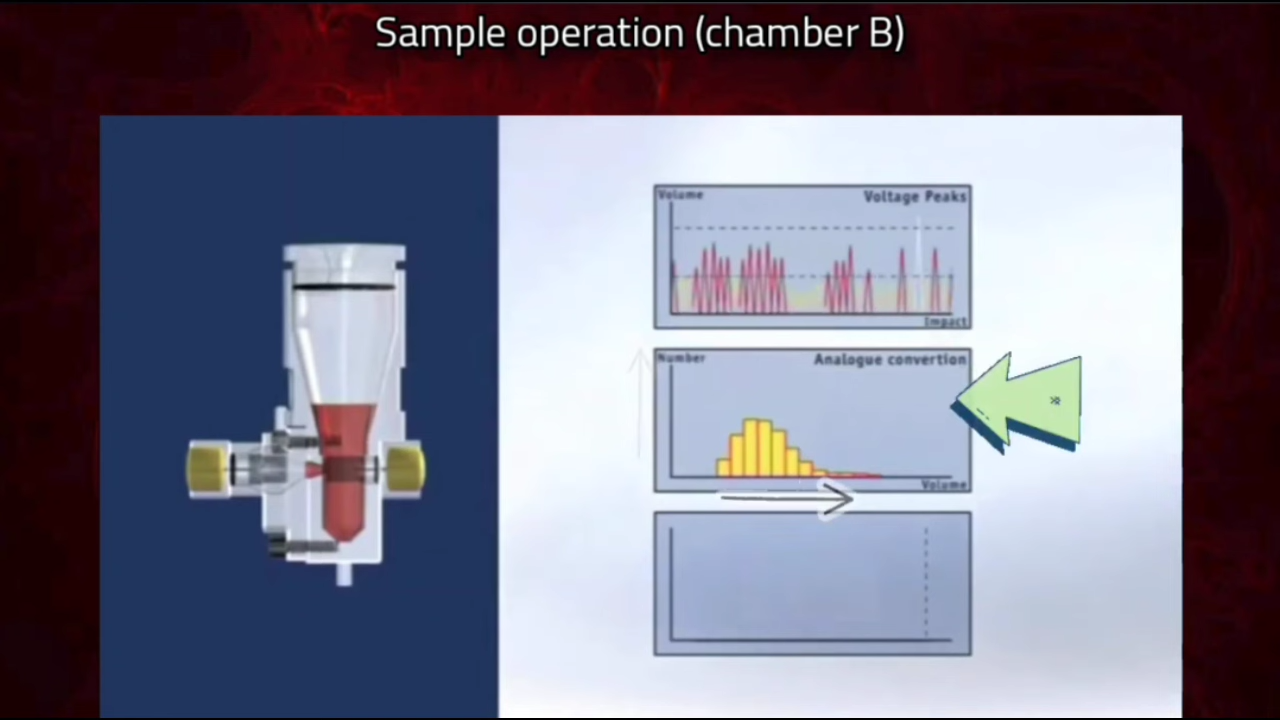 Sample operation (chamber B)
Volume
Voltage Peaks
Impact
Number
Analogue convertion
Volume